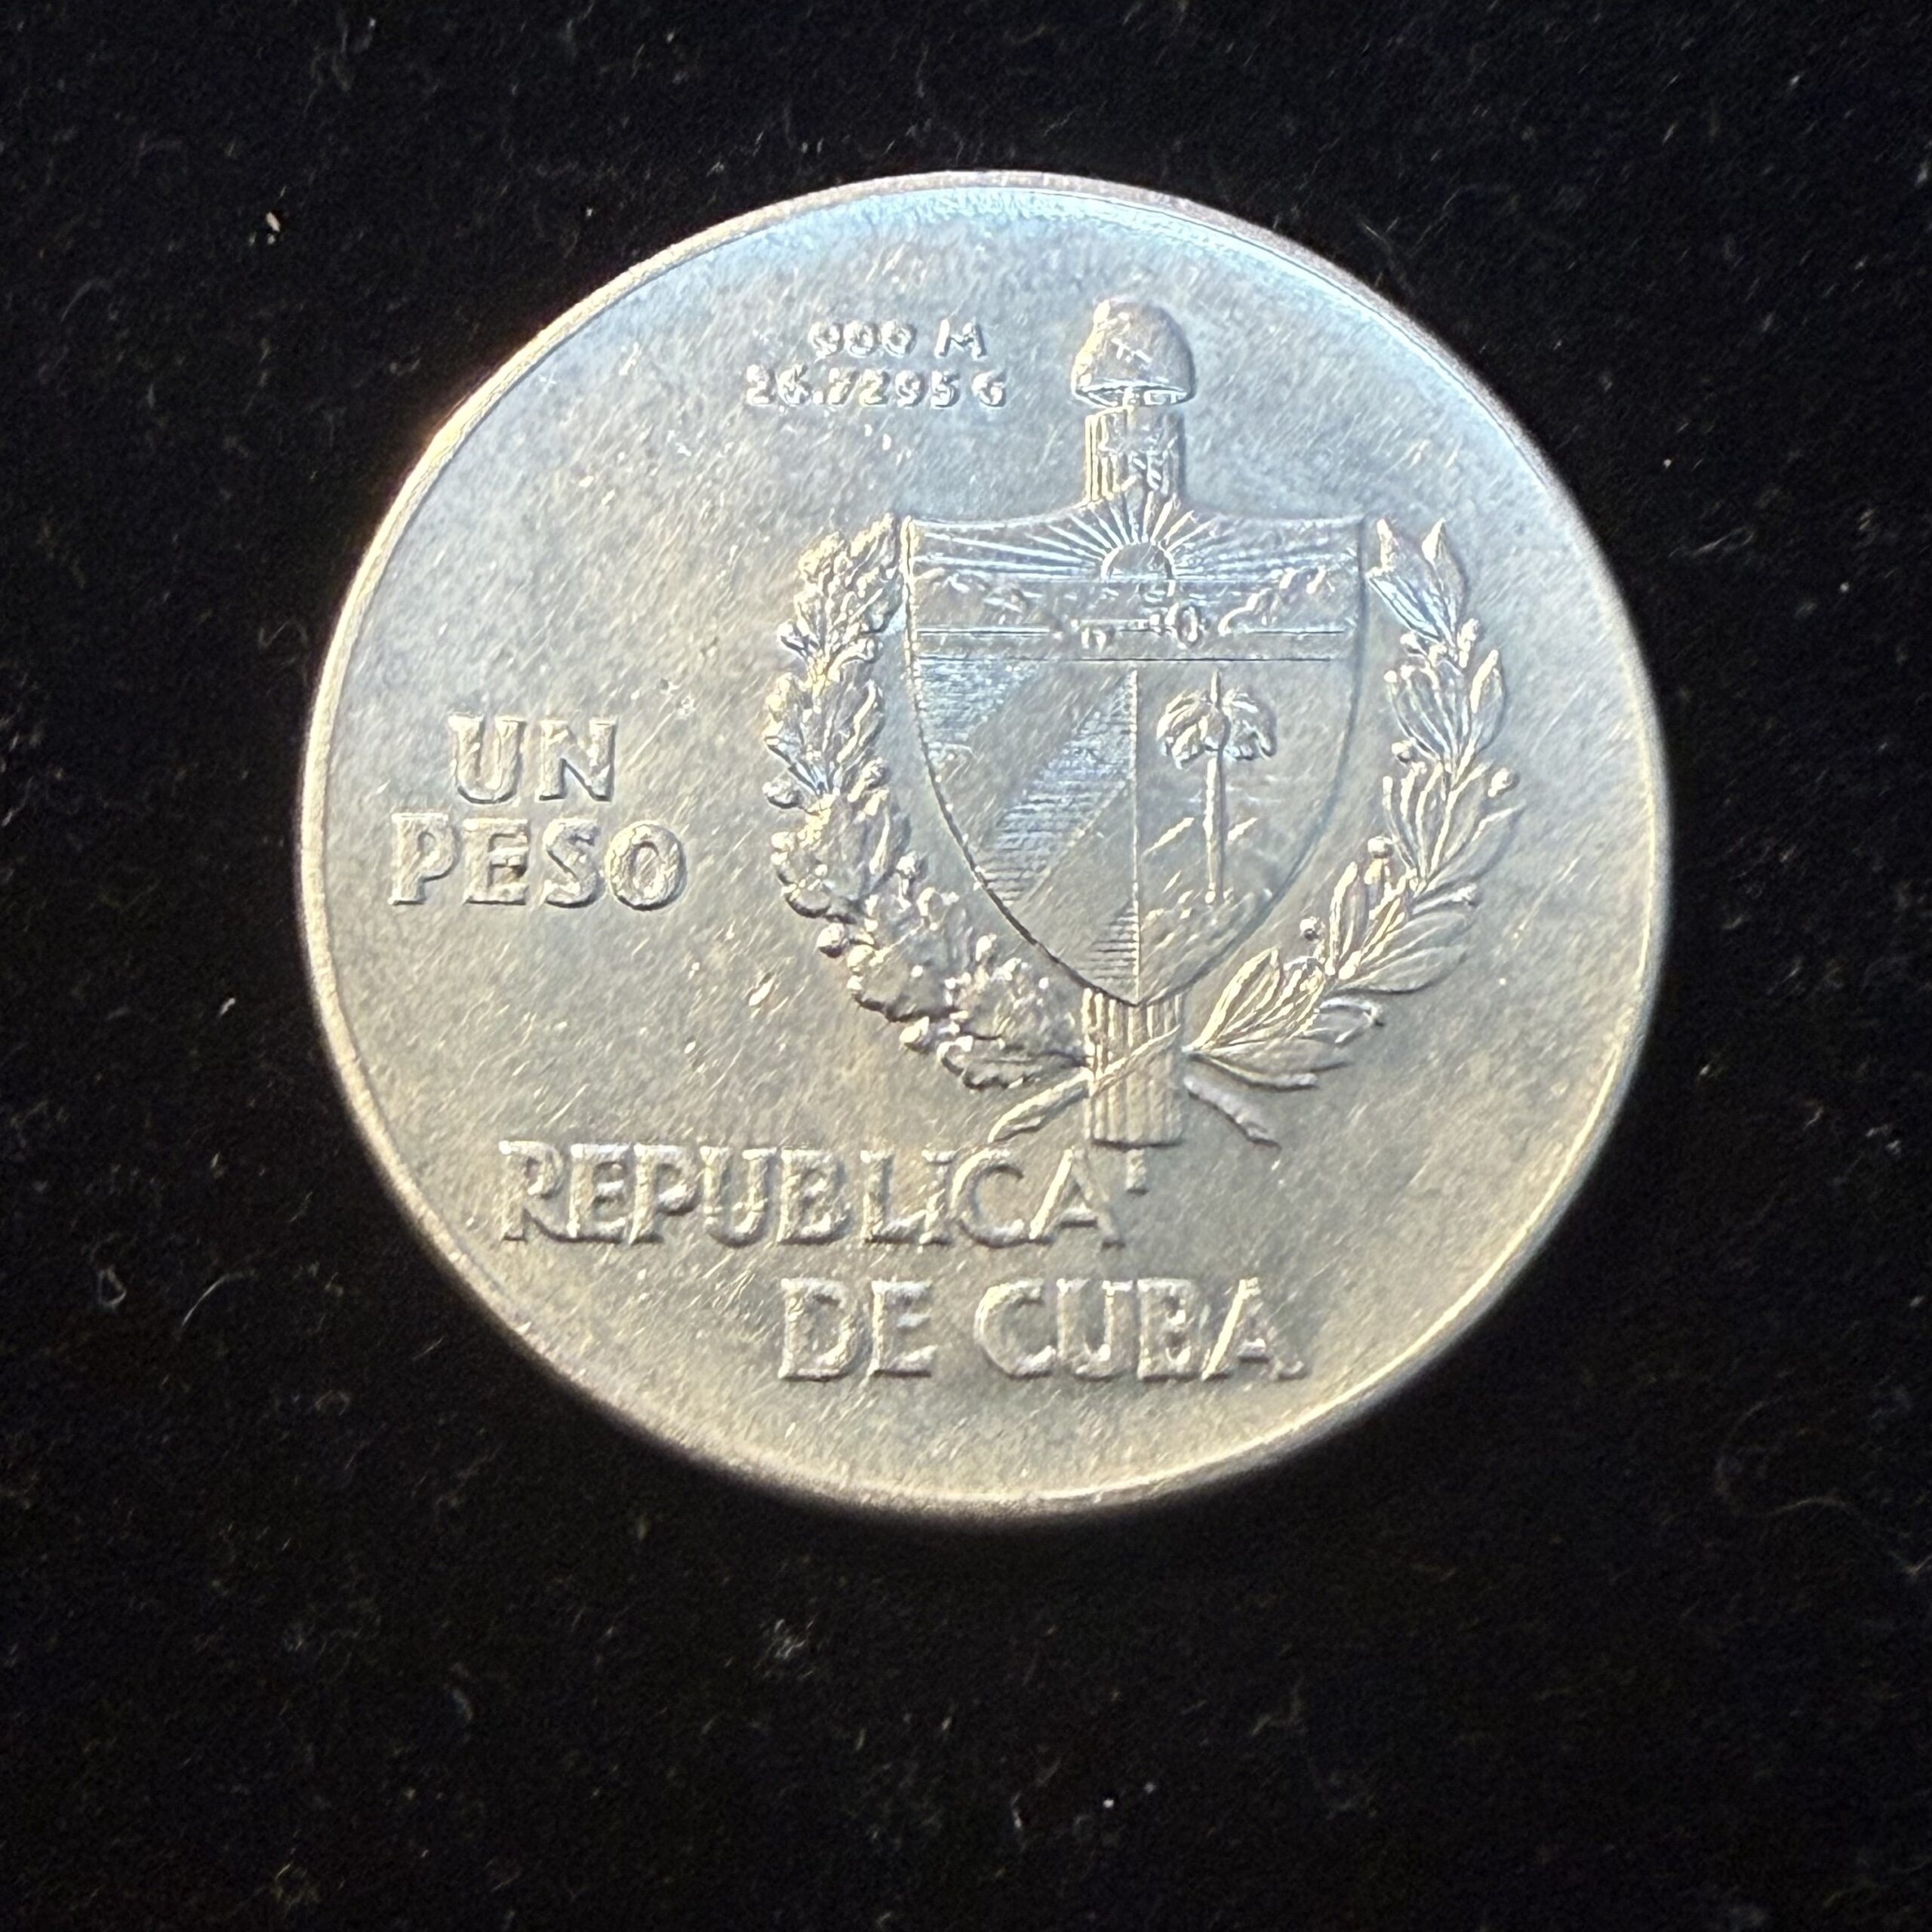 900 M
26.7295 G
UN
PESO
REPUBLICA
DE CUBA